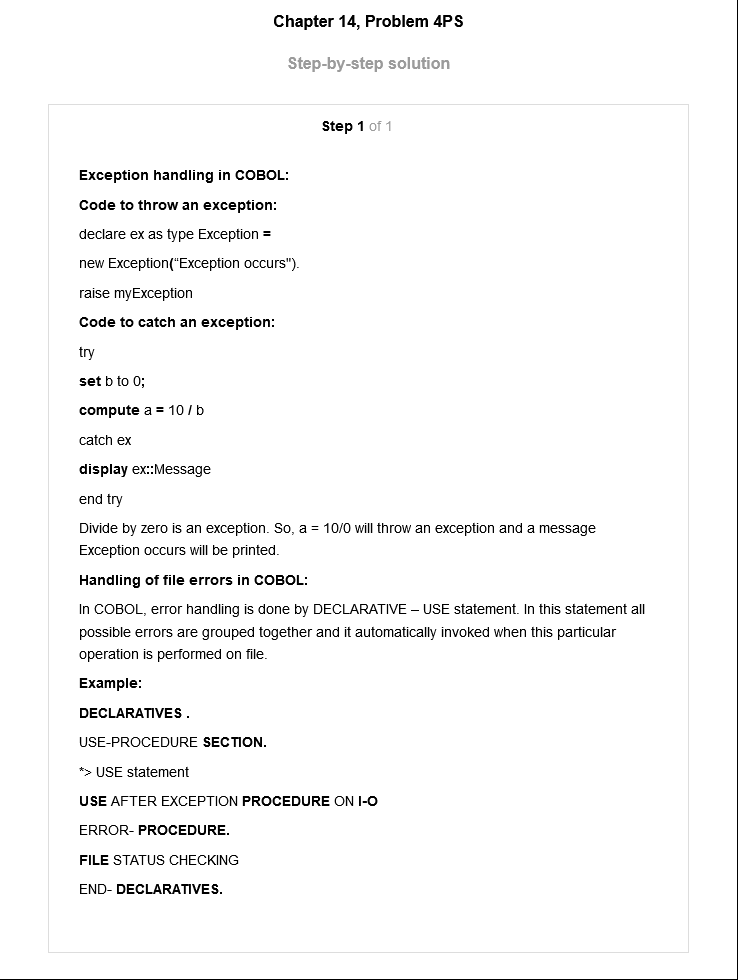 Chapter 14, Problem 4PS
Step-by-step solution
Step 1 of 1
Exception handling in COBOL:
Code to throw an exception:
declare ex as type Exception =
new Exception(“Exception occurs").
raise myException
Code to catch an exception:
try
set b to 0;
compute a = 10 / b
catch ex
display ex::Message
end try
Divide by zero is an exception. So, a = 10/0 will throw an exception and a message
Exception occurs will be printed.
Handling of file errors in COBOL:
In COBOL, error handling is done by DECLARATIVE – USE statement. In this statement all
possible errors are grouped together and it automatically invoked when this particular
operation is performed on file.
Example:
DECLARATIVES .
USE-PROCEDURE SECTION.
*> USE statement
USE AFTER EXCEPTION PROCEDURE ON I-O
ERROR- PROCEDURE.
FILE STATUS CHECKING
END- DECLARATIVES.